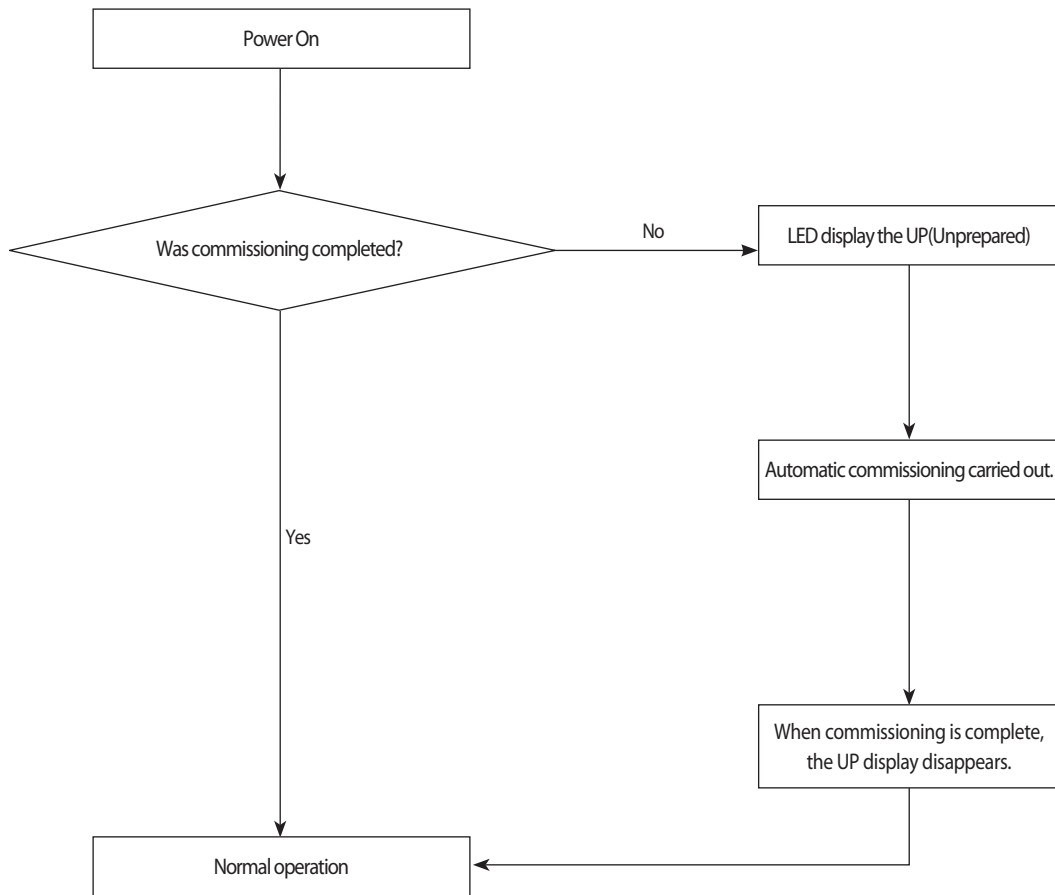 Power On
Was commissioning completed?
No
LED display the UP(Unprepared)
Automatic commissioning carried out.
Yes
When commissioning is complete,
the UP display disappears.
Normal operation